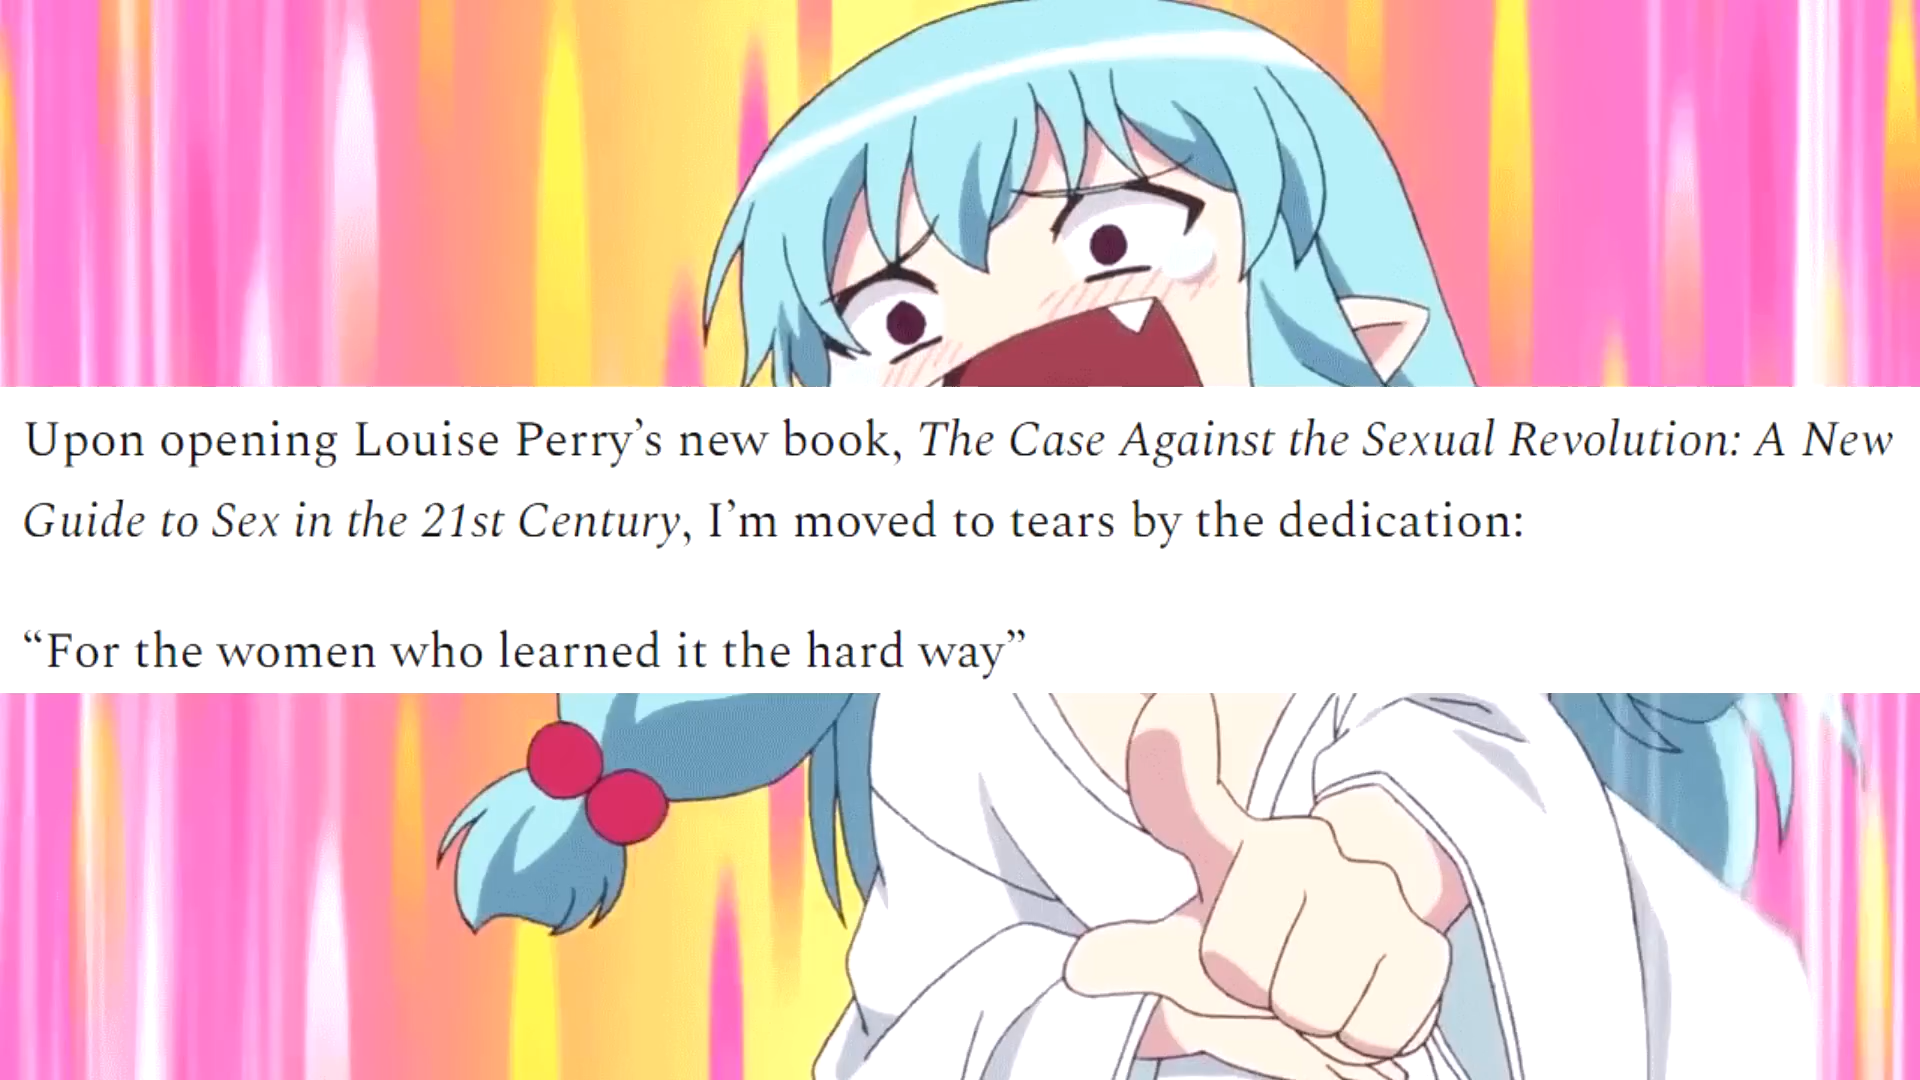 Upon opening Louise Perry’s new book, The Case Against the Sexual Revolution: A New
Guide to Sex in the 21st Century, I’m moved to tears by the dedication:
“For the women who learned it the hard way”